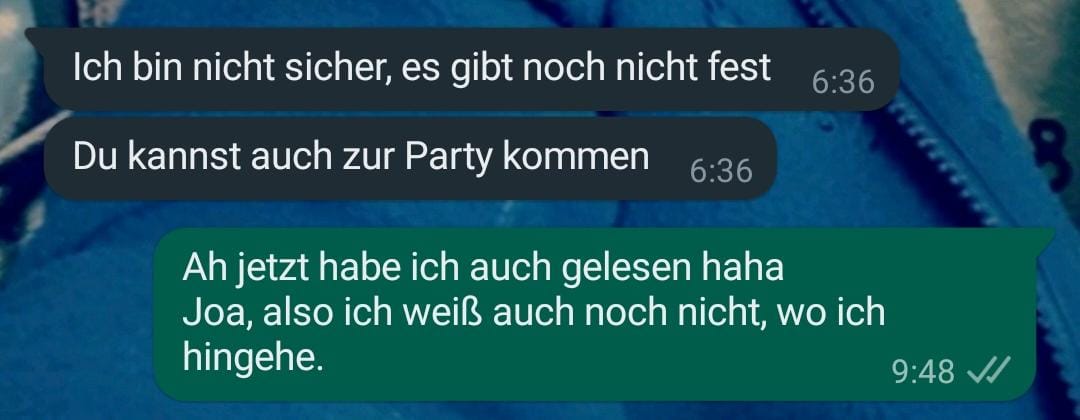 Ich bin nicht sicher, es gibt noch nicht fest 6:36
Du kannst auch zur Party kommen 6:36
Ah jetzt habe ich auch gelesen haha
Joa, also ich weiß auch noch nicht, wo ich
hingehe. 9:48